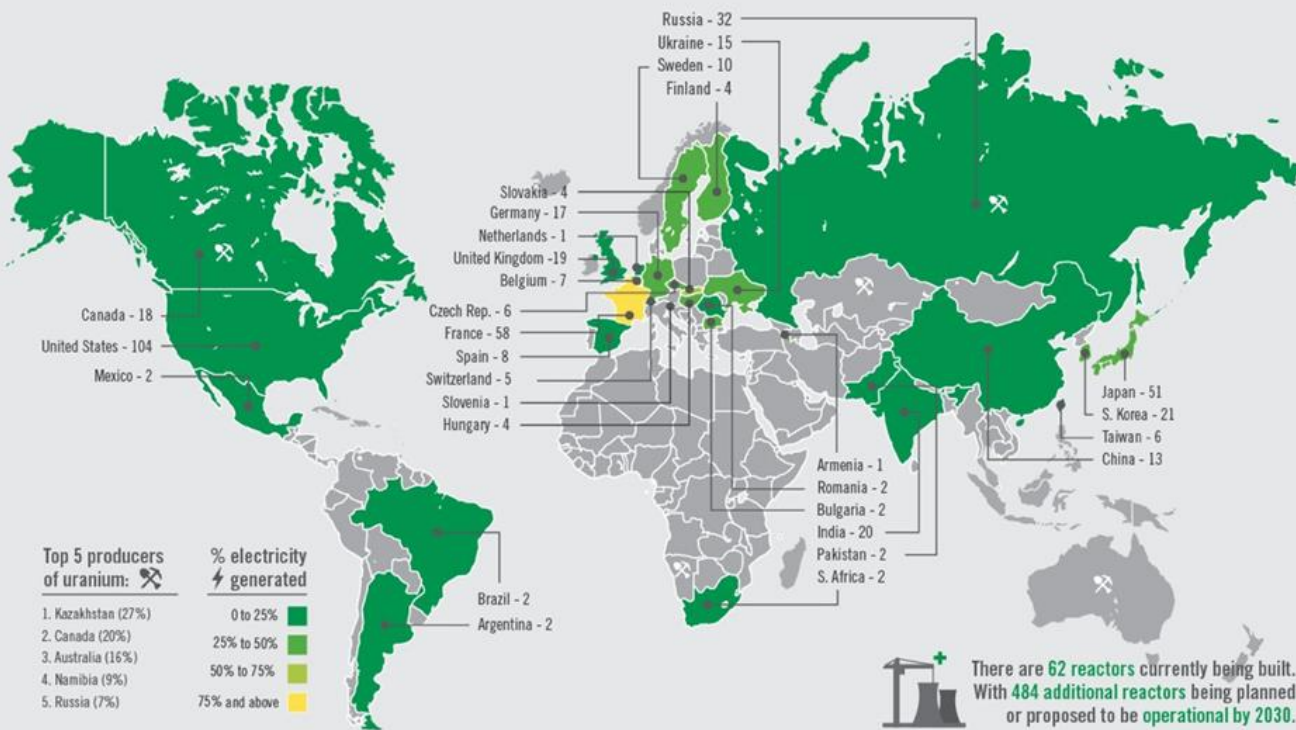 Russia - 32
Ukraine - 15
Sweden - 10
Finland - 4
Slovakia - 4
Germany - 17
Netherlands - 1
United Kingdom -19
Belgium - 7
Czech Rep. - 6
France - 58
Spain - 8
Switzerland - 5
Slovenia - 1
Hungary - 4
Canada - 18
United States - 104
Mexico - 2
Japan - 51
S. Korea - 21
Taiwan - 6
China - 13
Armenia - 1
Romania - 2
Bulgaria - 2
India - 20
Pakistan - 2
S. Africa - 2
Brazil - 2
Argentina - 2
Top 5 producers
of uranium:
1. Kazakhstan (27%)
2. Canada (20%)
3. Australia (16%)
4. Namibia (9%)
5. Russia (7%)
% electricity
generated
0 to 25%
25% to 50%
50% to 75%
75% and above
There are 62 reactors currently being built.
With 484 additional reactors being planned
or proposed to be operational by 2030.